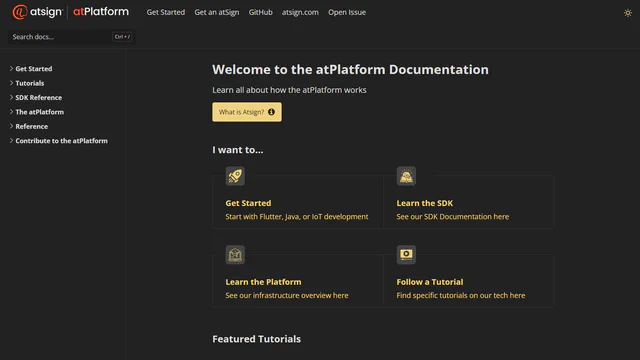 @ atsign | atPlatform
Get Started Get an atSign GitHub atsign.com Open Issue
Search docs... Ctrl + /
Get Started
Tutorials
SDK Reference
The atPlatform
Reference
Contribute to the atPlatform
Welcome to the atPlatform Documentation
Learn all about how the atPlatform works
What is Atsign?
I want to...
Get Started
Start with Flutter, Java, or IoT development
Learn the SDK
See our SDK Documentation here
Learn the Platform
See our infrastructure overview here
Follow a Tutorial
Find specific tutorials on our tech here
Featured Tutorials